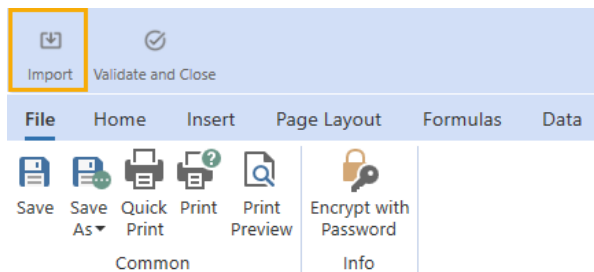 Import Validate and Close
File Home Insert Page Layout Formulas Data
Save Save As Quick Print Print Print Preview Encrypt with Password
Common Info